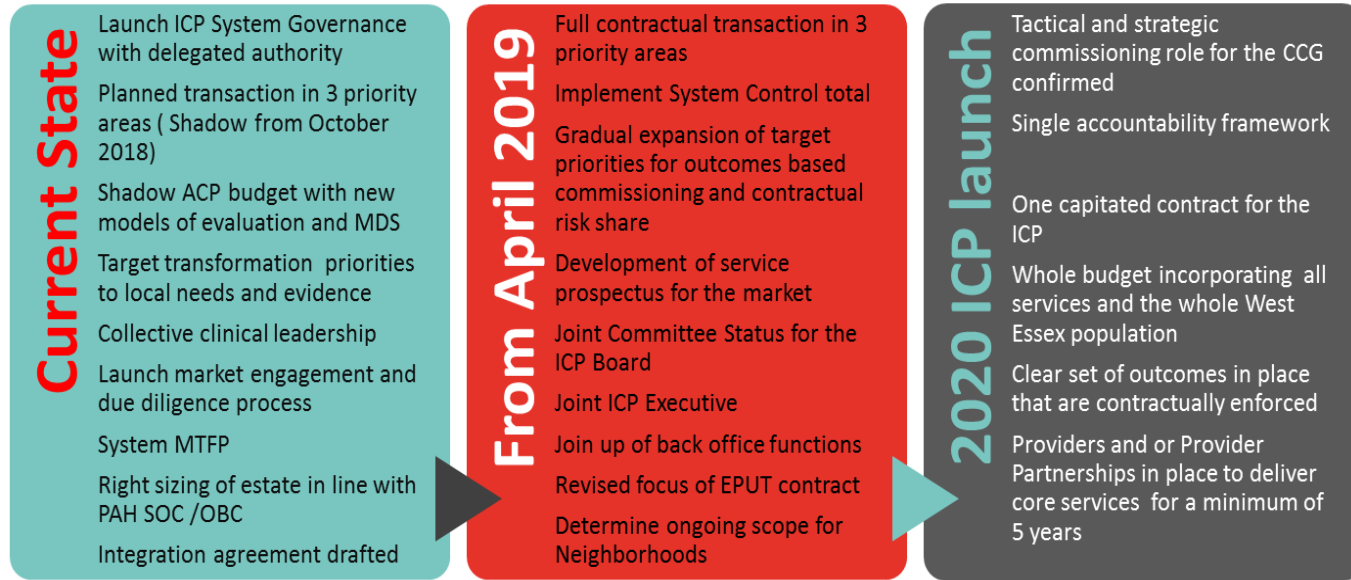 Current State
Launch ICP System Governance
with delegated authority
Planned transaction in 3 priority
areas ( Shadow from October
2018)
Shadow ACP budget with new
models of evaluation and MDS
Target transformation  priorities
to local needs and evidence
Collective clinical leadership
Launch market engagement and
due diligence process
System MTFP
Right sizing of estate in line with
PAH SOC /OBC
Integration agreement drafted
From April 2019
Full contractual transaction in 3
priority areas
Implement System Control total
Gradual expansion of target
priorities for outcomes based
commissioning and contractual
risk share
Development of service
prospectus for the market
Joint Committee Status for the
ICP Board
Joint ICP Executive
Join up of back office functions
Revised focus of EPUT contract
Determine ongoing scope for
Neighborhoods
2020 ICP launch
Tactical and strategic
commissioning role for the CCG
confirmed
Single accountability framework
One capitated contract for the
ICP
Whole budget incorporating  all
services and the whole West
Essex population
Clear set of outcomes in place
that are contractually enforced
Providers and or Provider
Partnerships in place to deliver
core services  for a minimum of
5 years